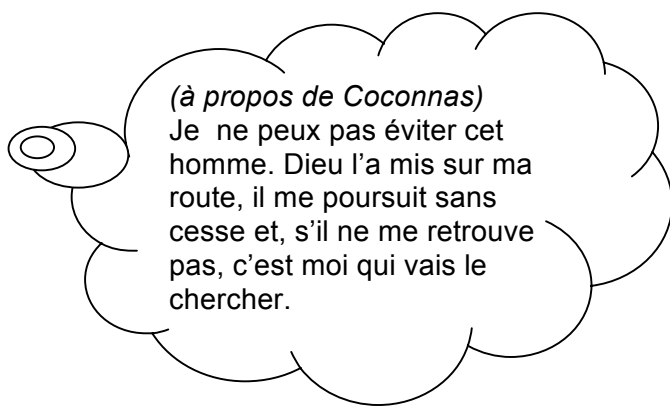 (à propos de Coconnas)
Je  ne peux pas éviter cet
homme. Dieu l'a mis sur ma
route, il me poursuit sans
cesse et, s'il ne me retrouve
pas, c'est moi qui vais le
chercher.